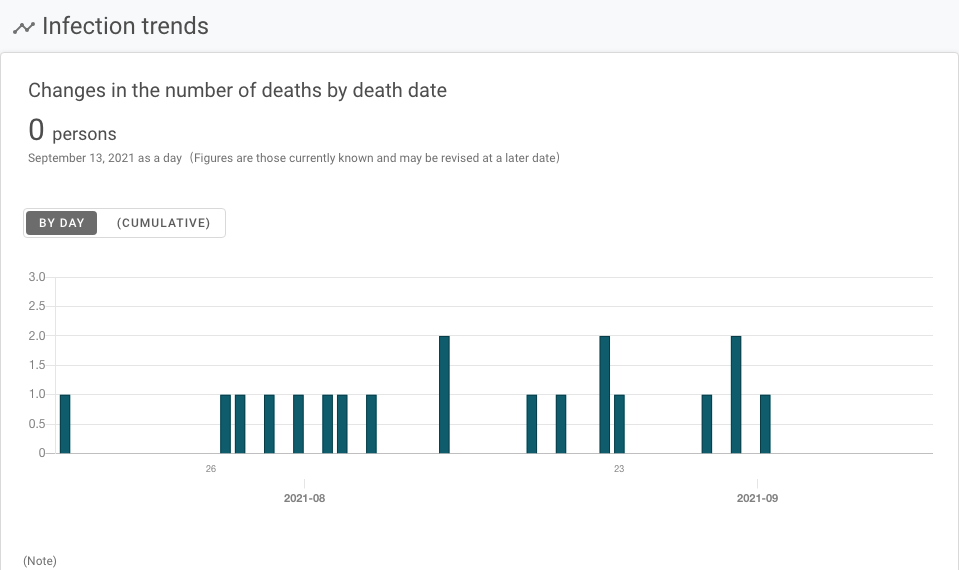 Infection trends
Changes in the number of deaths by death date
0 persons
September 13, 2021 as a day（Figures are those currently known and may be revised at a later date）
BY DAY (CUMULATIVE)
3.0
2.5
2.0
1.5
1.0
0.5
0
26 23
2021-08 2021-09
(Note)